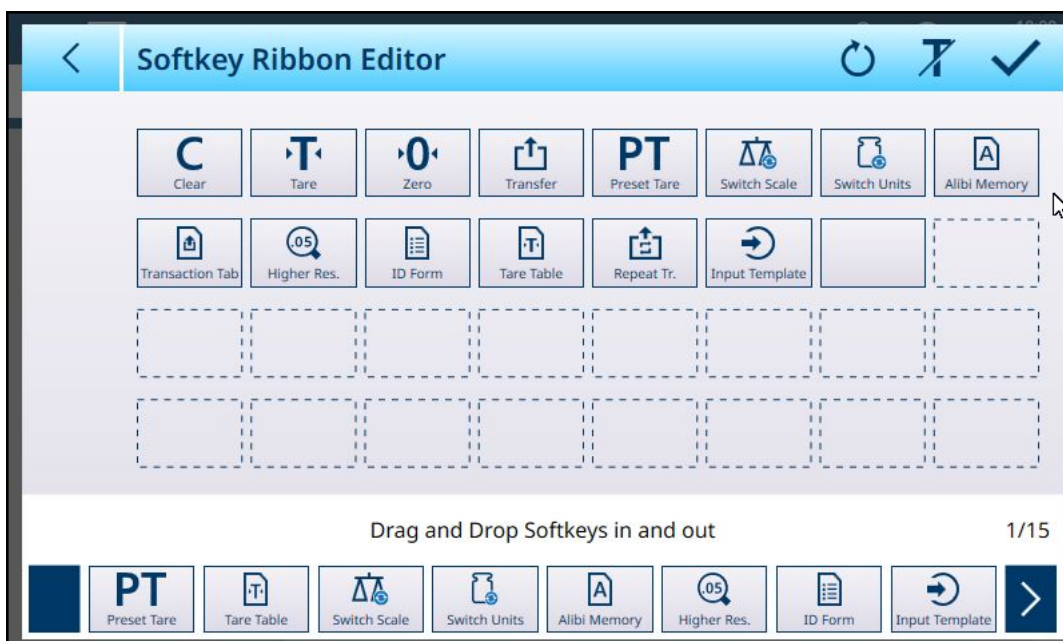 Softkey Ribbon Editor
C T 0 PT A
Clear Tare Zero Transfer Preset Tare Switch Scale Switch Units Alibi Memory
.05 T
Transaction Tab Higher Res. ID Form Tare Table Repeat Tr. Input Template
Drag and Drop Softkeys in and out 1/15
PT T A .05
Preset Tare Tare Table Switch Scale Switch Units Alibi Memory Higher Res. ID Form Input Template